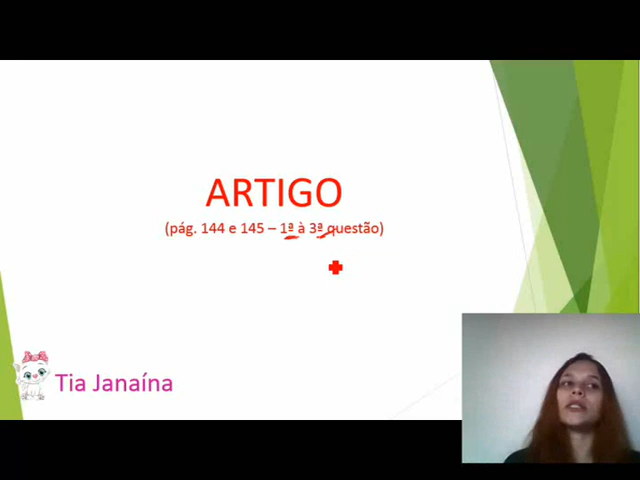 ARTIGO
(pág. 144 e 145 – 1ª à 3ª questão)
Tia Janaína